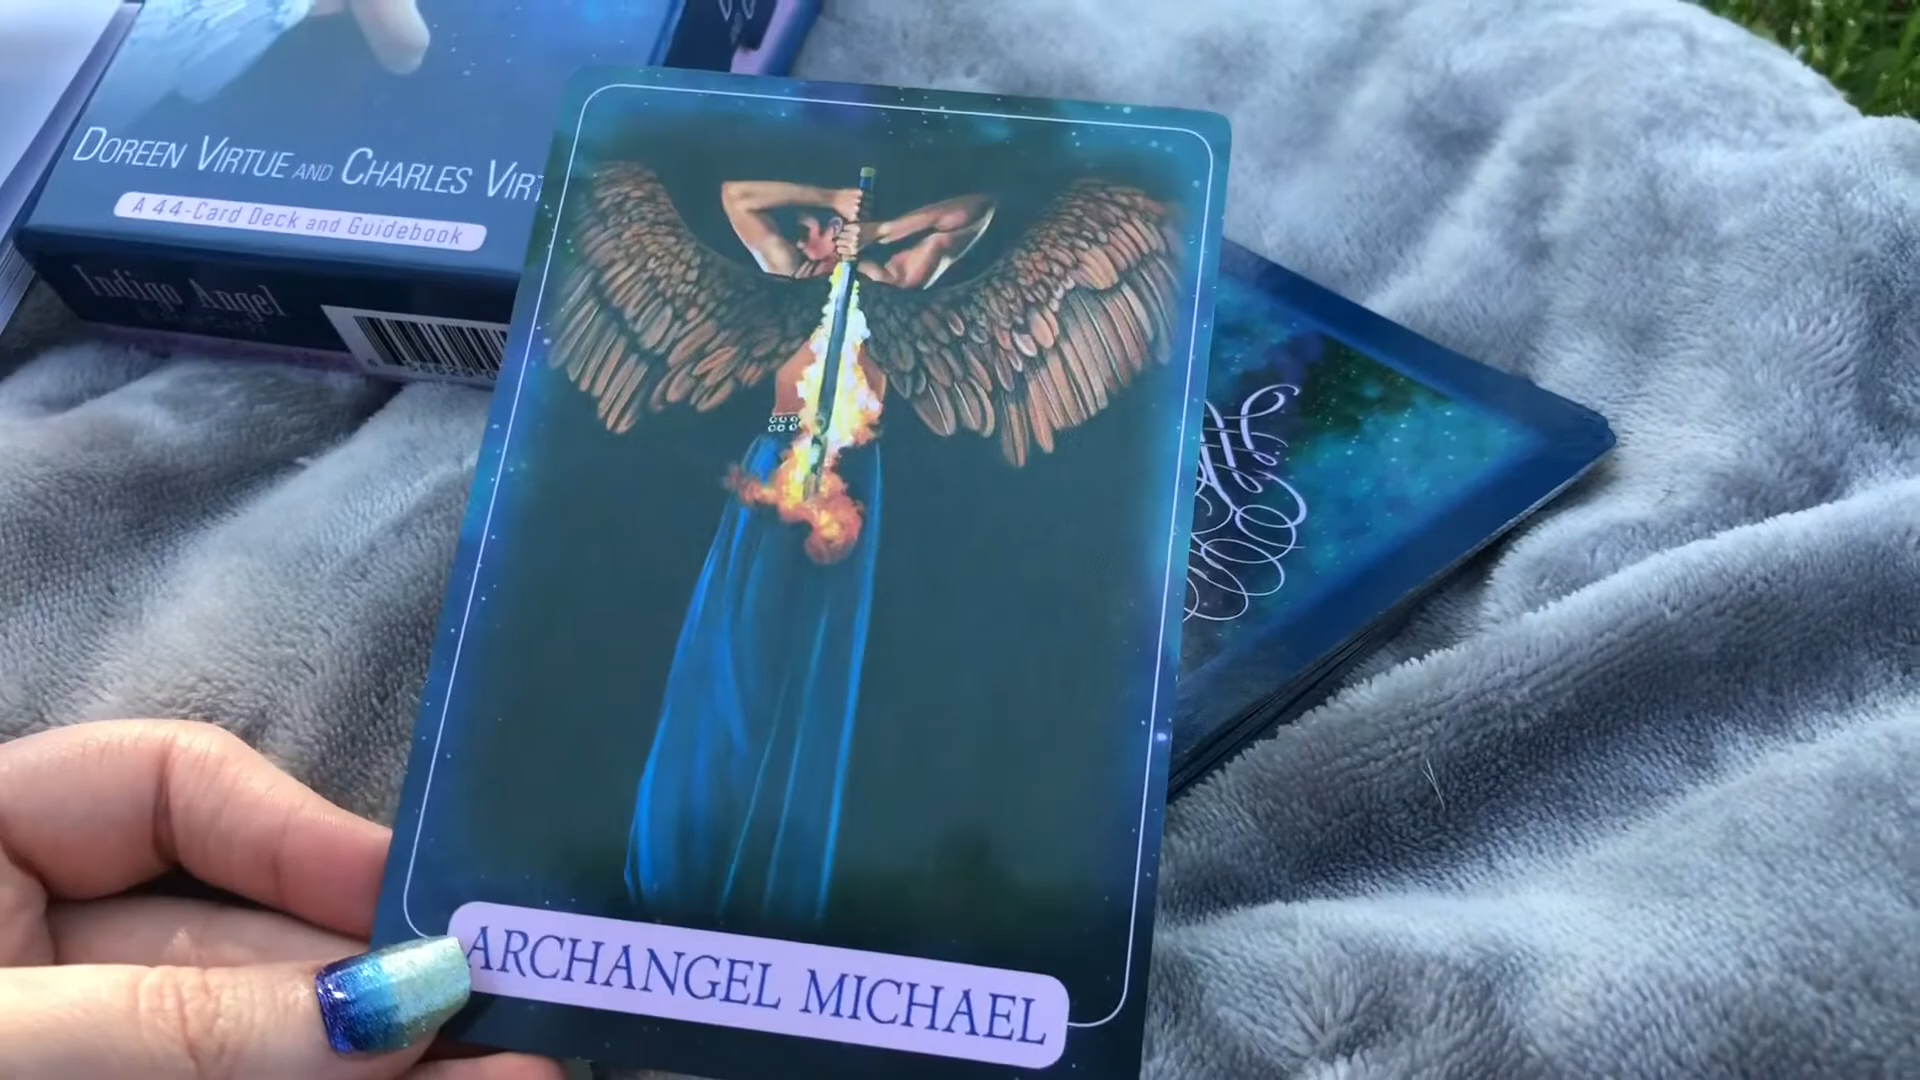 DOREEN VIRTUE AND CHARLES VIRT
A 44-Card Deck and Guidebook
Indigo Angel
ARCHANGEL MICHAEL